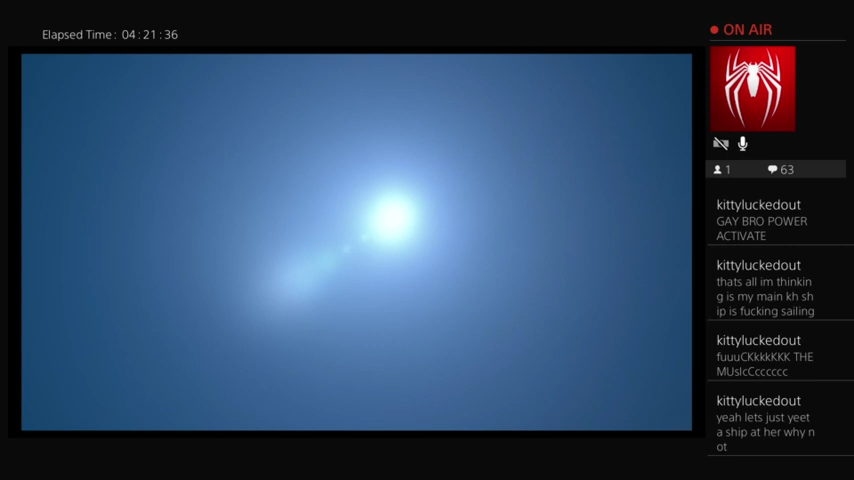 Elapsed Time: 04:21:36
ON AIR
1 63
kittyluckedout
GAY BRO POWER
ACTIVATE
kittyluckedout
thats all im thinkin
g is my main kh sh
ip is fucking sailing
kittyluckedout
fuuuCKkkkKKK THE
MUsIcCcccccc
kittyluckedout
yeah lets just yeet
a ship at her why n
ot